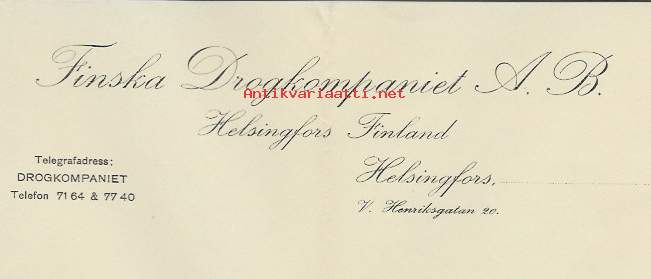 Finska Drogkompaniet A. B.
Antikvariaatti.net
Helsingfors Finland
Telegrafadress:
DROGKOMPANIET
Telefon 7164 & 7740
Helsingfors,
V. Henriksgatan 20.